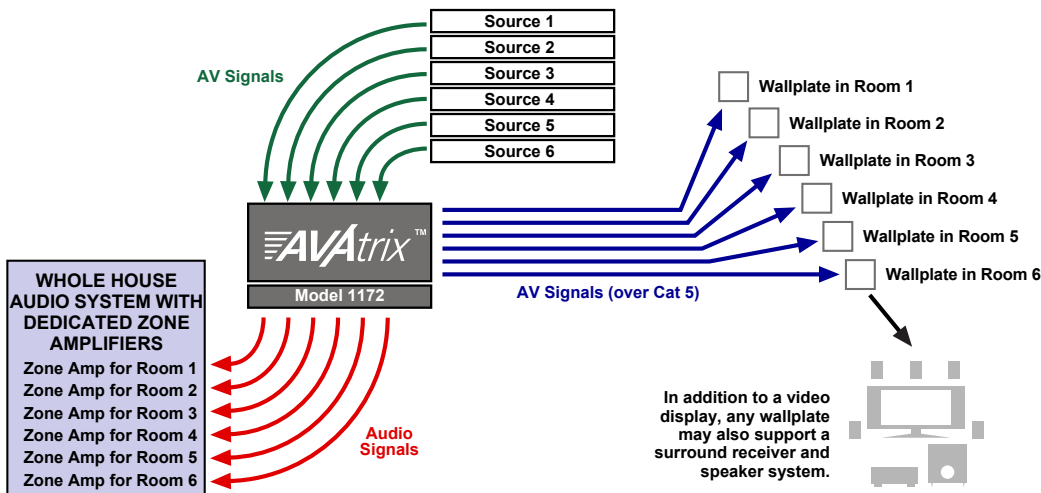 Source 1
Source 2
Source 3
Source 4
Source 5
Source 6
AV Signals
AVAtrix™
Model 1172
AV Signals (over Cat 5)
Wallplate in Room 1
Wallplate in Room 2
Wallplate in Room 3
Wallplate in Room 4
Wallplate in Room 5
Wallplate in Room 6
WHOLE HOUSE
AUDIO SYSTEM WITH
DEDICATED ZONE
AMPLIFIERS
Zone Amp for Room 1
Zone Amp for Room 2
Zone Amp for Room 3
Zone Amp for Room 4
Zone Amp for Room 5
Zone Amp for Room 6
Audio
Signals
In addition to a video
display, any wallplate
may also support a
surround receiver and
speaker system.